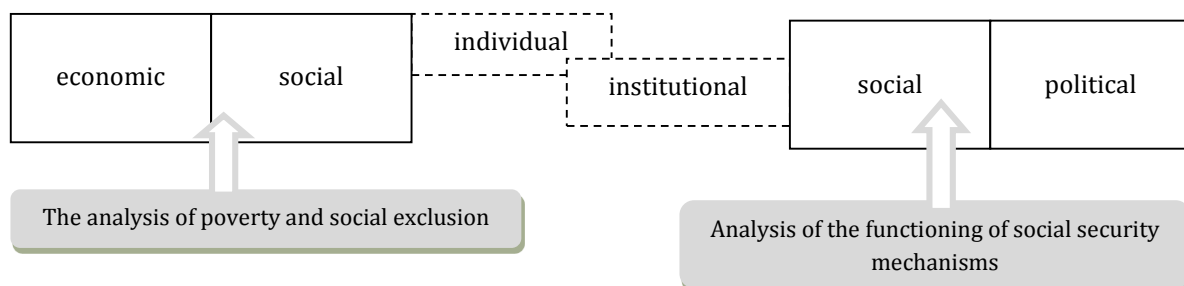 individual
economic
social
institutional
social
political
The analysis of poverty and social exclusion
Analysis of the functioning of social security
mechanisms